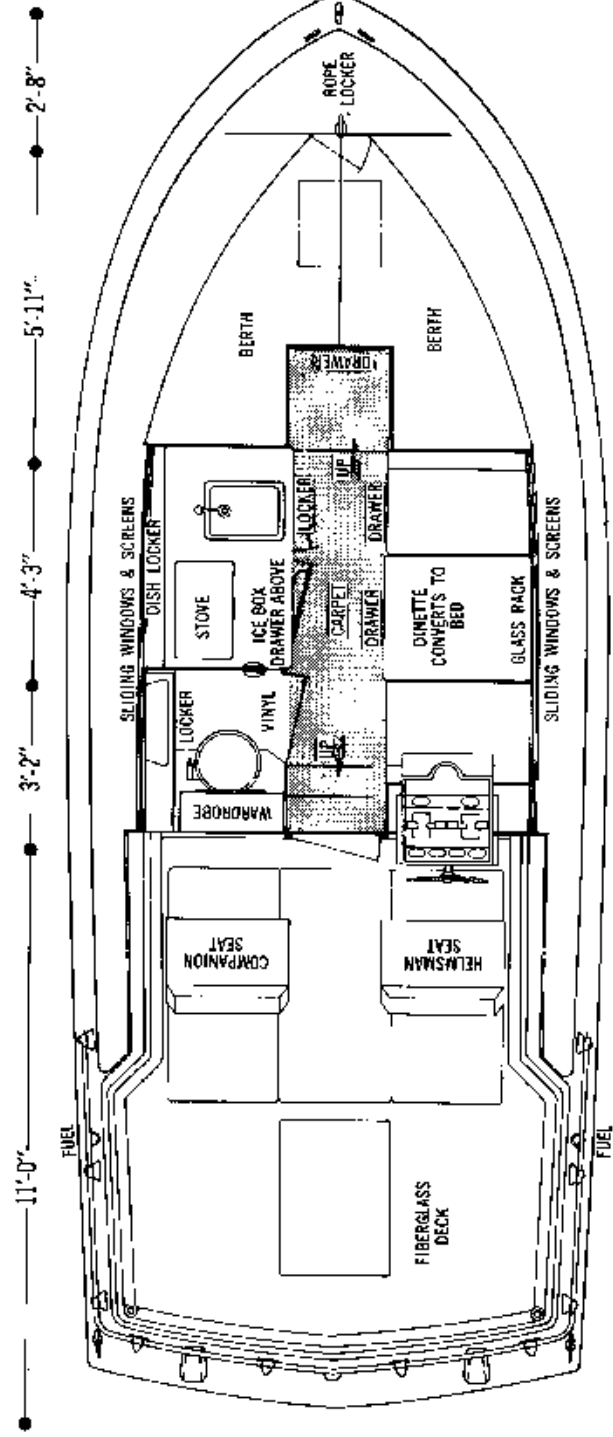 2'-8"
5'-11"
4'-3"
3'-2"
11'-0"
ROPE
LOCKER
BERTH
BERTH
DRAWER
UP
SLIDING WINDOWS & SCREENS
DISH LOCKER
STOVE
ICE BOX
DRAWER ABOVE
LOCKER
CARPET
DRAWER
DRAWER
DINETTE
CONVERTS TO
BED
GLASS RACK
SLIDING WINDOWS & SCREENS
LOCKER
VINYL
UP
WARDROBE
COMPANION
SEAT
HELMSMAN
SEAT
FUEL
FUEL
FIBERGLASS
DECK